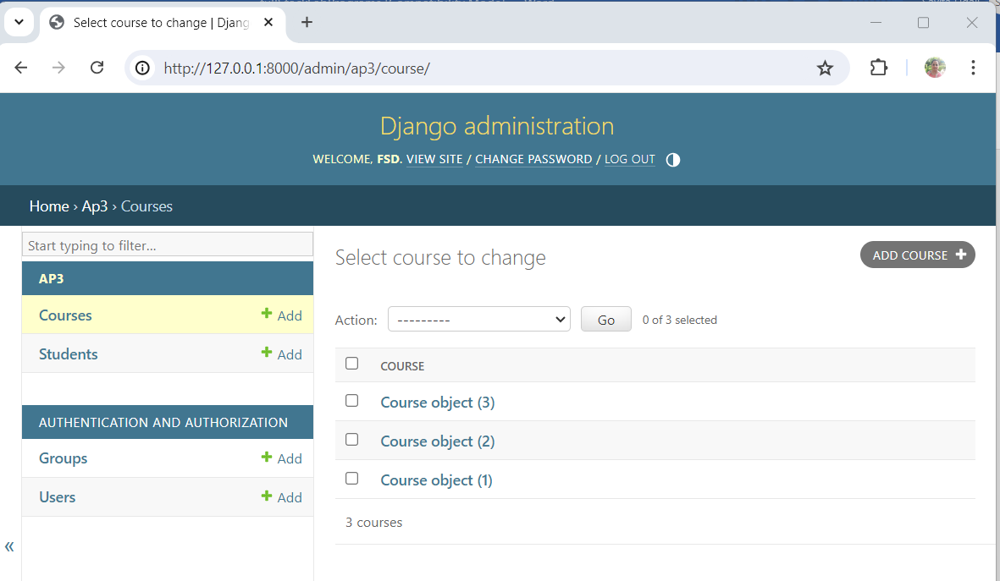 Select course to change | Djang
http://127.0.0.1:8000/admin/ap3/course/
Django administration
WELCOME, FSD. VIEW SITE / CHANGE PASSWORD / LOG OUT
Home › Ap3 › Courses
Start typing to filter...
AP3
Courses + Add
Students + Add
AUTHENTICATION AND AUTHORIZATION
Groups + Add
Users + Add
«
Select course to change
ADD COURSE +
Action: --------- Go 0 of 3 selected
COURSE
Course object (3)
Course object (2)
Course object (1)
3 courses